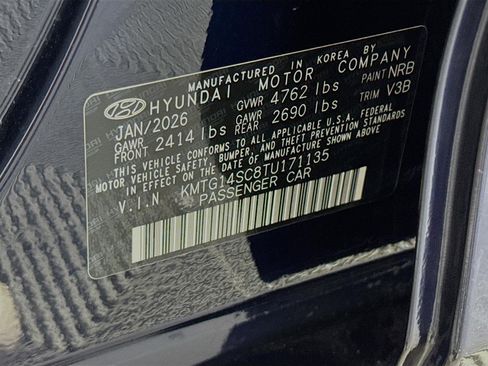 MANUFACTURED IN KOREA BY
HYUNDAI MOTOR COMPANY
JAN/2026 GVWR 4762 lbs PAINT NRB
GAWR FRONT 2414 lbs GAWR REAR 2690 lbs TRIM V3B
THIS VEHICLE CONFORMS TO ALL APPLICABLE U.S.A. FEDERAL
MOTOR VEHICLE SAFETY, BUMPER, AND THEFT PREVENTION STANDARDS
IN EFFECT ON THE DATE OF MANUFACTURE SHOWN ABOVE
V.I.N KMTG14SC8TU171135
PASSENGER CAR